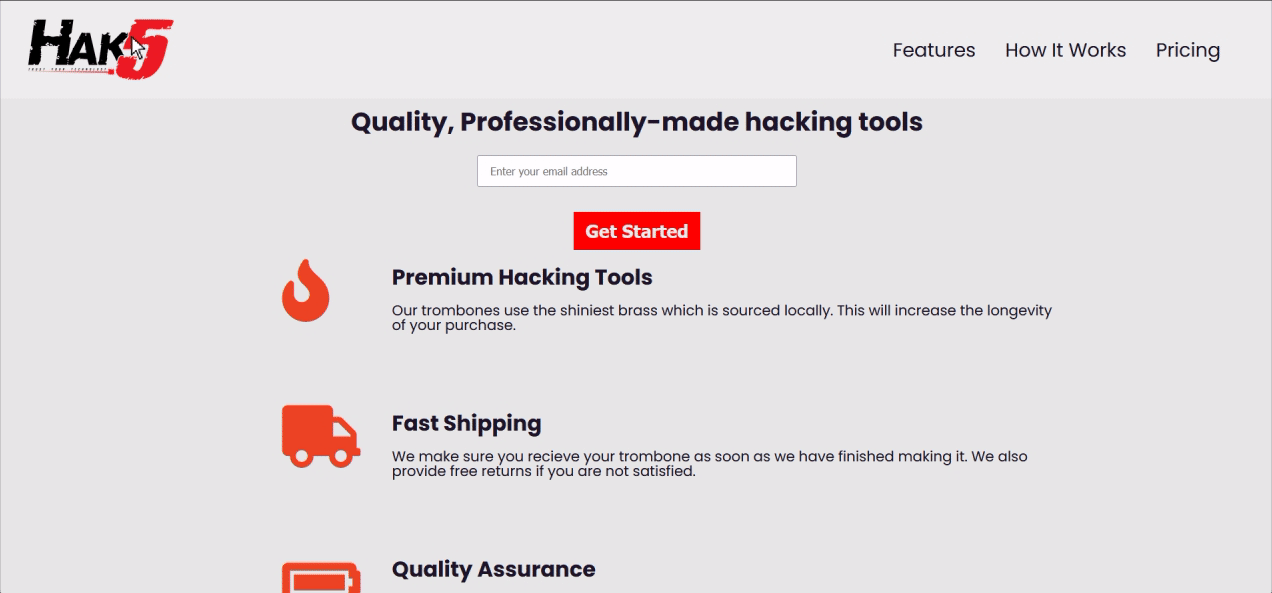 HAK5
TRUST YOUR TECHNOLUST
Features
How It Works
Pricing
Quality, Professionally-made hacking tools
Enter your email address
Get Started
Premium Hacking Tools
Our trombones use the shiniest brass which is sourced locally. This will increase the longevity
of your purchase.
Fast Shipping
We make sure you recieve your trombone as soon as we have finished making it. We also
provide free returns if you are not satisfied.
Quality Assurance